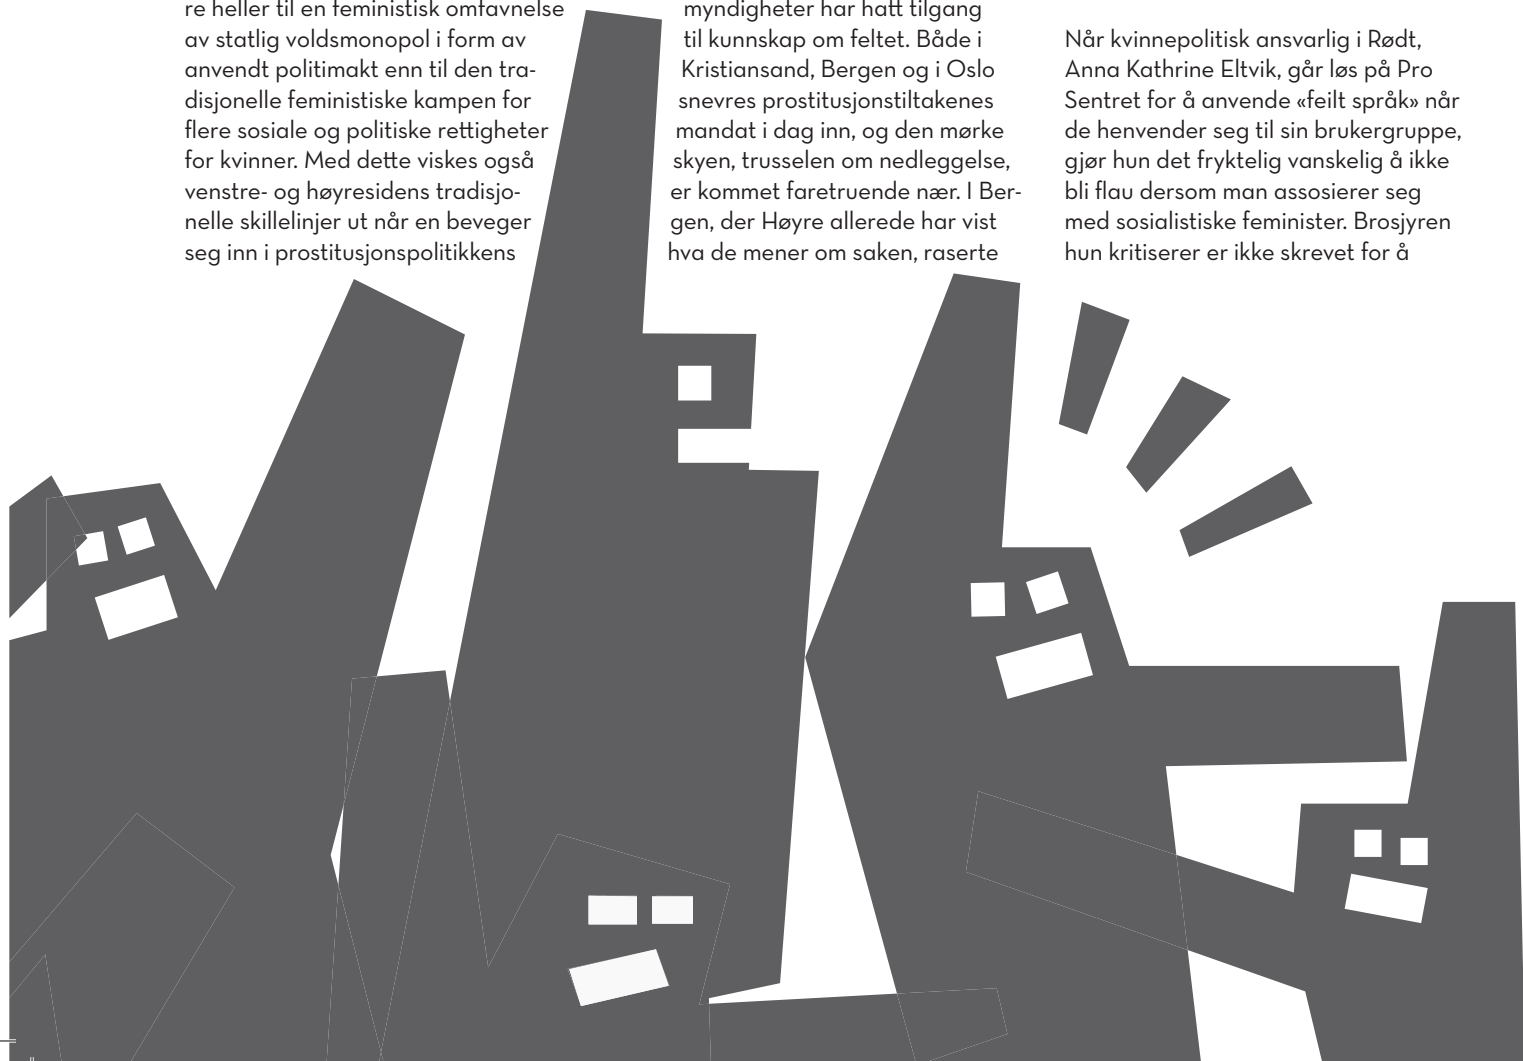 re heller til en feministisk omfavnelse
av statlig voldsmonopol i form av
anvendt politimakt enn til den tra-
disjonelle feministiske kampen for
flere sosiale og politiske rettigheter
for kvinner. Med dette viskes også
venstre- og høyresidens tradisjo-
nelle skillelinjer ut når en beveger
seg inn i prostitusjonspolitikkens
myndigheter har hatt tilgang
til kunnskap om feltet. Både i
Kristiansand, Bergen og i Oslo
snevres prostitusjonstiltakenes
mandat i dag inn, og den mørke
skyen, trusselen om nedleggelse,
er kommet faretruende nær. I Ber-
gen, der Høyre allerede har vist
hva de mener om saken, raserte
Når kvinnepolitisk ansvarlig i Rødt,
Anna Kathrine Eltvik, går løs på Pro
Sentret for å anvende «feilt språk» når
de henvender seg til sin brukergruppe,
gjør hun det fryktelig vanskelig å ikke
bli flau dersom man assosierer seg
med sosialistiske feminister. Brosjyren
hun kritiserer er ikke skrevet for å